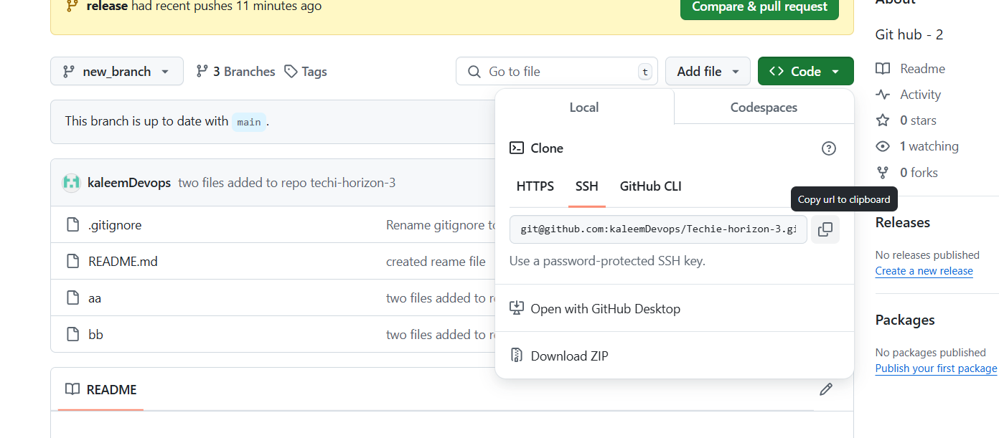 release had recent pushes 11 minutes ago
Compare & pull request
About
new_branch
3 Branches
Tags
Go to file
t
Add file
Code
Git hub - 2
Readme
Activity
0 stars
1 watching
0 forks
This branch is up to date with main .
Local
Codespaces
Clone
HTTPS
SSH
GitHub CLI
Copy url to clipboard
git@github.com:kaleemDevops/Techie-horizon-3.gi
Use a password-protected SSH key.
Open with GitHub Desktop
Download ZIP
kaleemDevops two files added to repo techi-horizon-3
.gitignore
Rename gitignore to
README.md
created reame file
aa
two files added to re
bb
two files added to re
README
Releases
No releases published
Create a new release
Packages
No packages published
Publish your first package